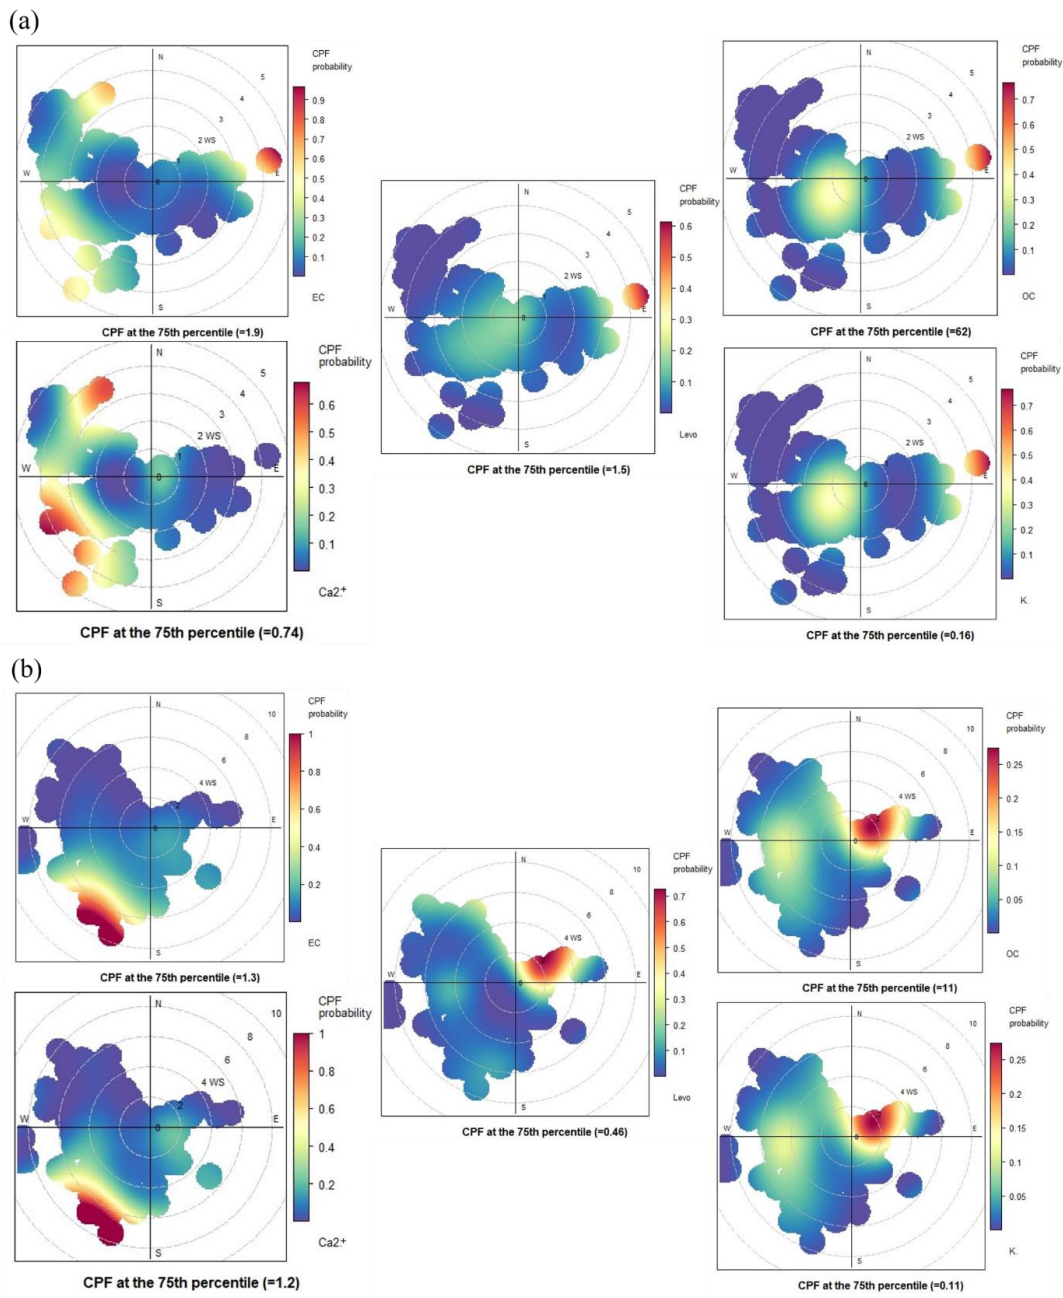 (a)
CPF
probability
N
5
4
3
2 WS
1
0
W
E
S
0.9
0.8
0.7
0.6
0.5
0.4
0.3
0.2
0.1
EC
CPF at the 75th percentile (=1.9)
CPF
probability
N
5
4
3
2 WS
1
0
W
E
S
0.6
0.5
0.4
0.3
0.2
0.1
Ca2.+
CPF at the 75th percentile (=0.74)
CPF
probability
N
5
4
3
2 WS
1
0
W
E
S
0.6
0.5
0.4
0.3
0.2
0.1
Levo
CPF at the 75th percentile (=1.5)
CPF
probability
N
5
4
3
2 WS
1
0
W
E
S
0.7
0.6
0.5
0.4
0.3
0.2
0.1
OC
CPF at the 75th percentile (=62)
CPF
probability
N
5
4
3
2 WS
1
0
W
E
S
0.7
0.6
0.5
0.4
0.3
0.2
0.1
K.
CPF at the 75th percentile (=0.16)
(b)
CPF
probability
N
10
8
6
4 WS
2
0
W
E
S
1
0.8
0.6
0.4
0.2
EC
CPF at the 75th percentile (=1.3)
CPF
probability
N
10
8
6
4 WS
2
0
W
E
S
1
0.8
0.6
0.4
0.2
Ca2.+
CPF at the 75th percentile (=1.2)
CPF
probability
N
10
8
6
4 WS
0
W
E
S
0.7
0.6
0.5
0.4
0.3
0.2
0.1
Levo
CPF at the 75th percentile (=0.46)
CPF
probability
N
10
8
6
4 WS
2
0
W
E
S
0.25
0.20
0.15
0.10
0.05
OC
CPF at the 75th percentile (=11)
CPF
probability
N
10
8
6
4 WS
2
0
W
E
S
0.25
0.20
0.15
0.10
0.05
K.
CPF at the 75th percentile (=0.11)